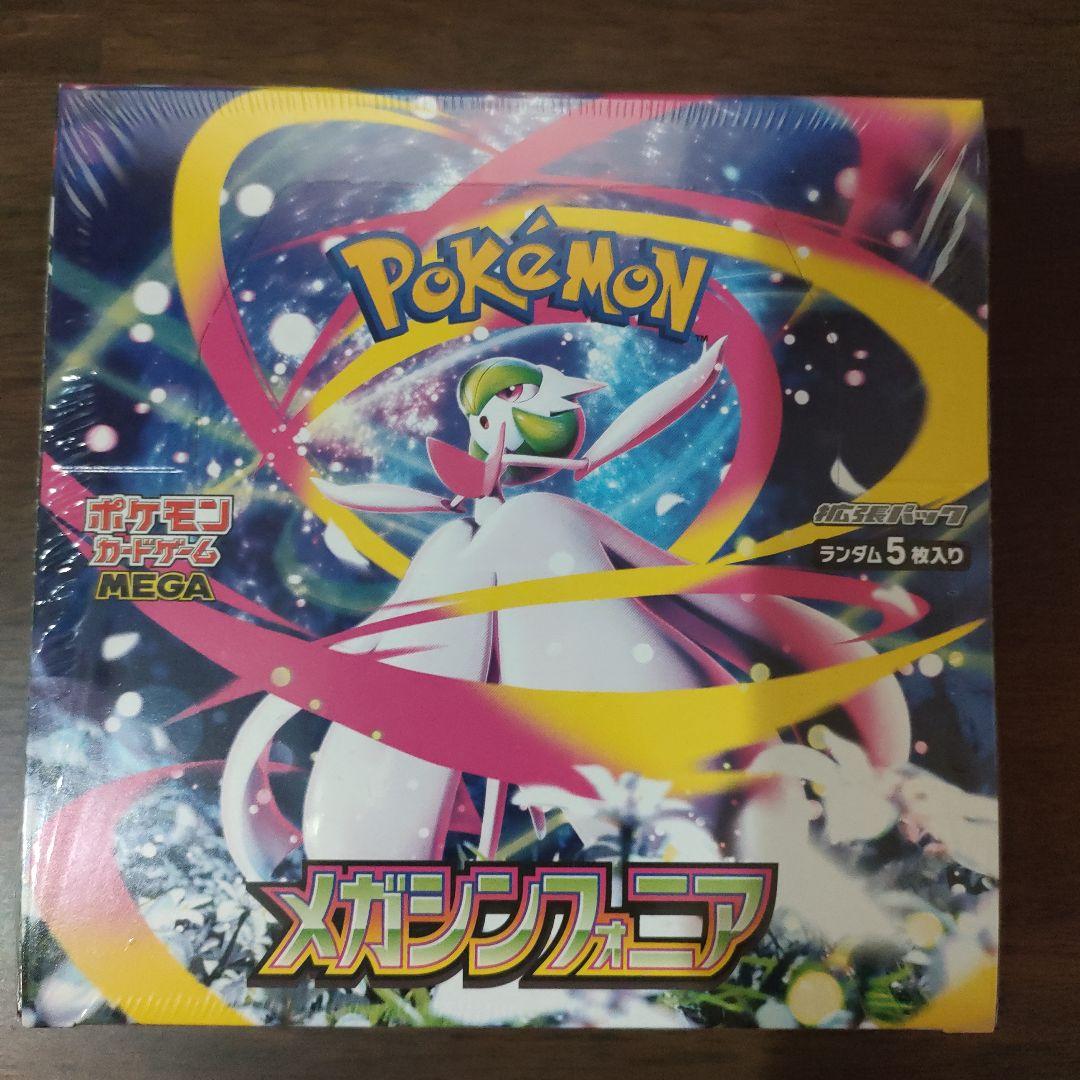 POKéMON
TM
ポケモン
カードゲーム
MEGA
拡張パック
ランダム5枚入り
メガシンフォニア